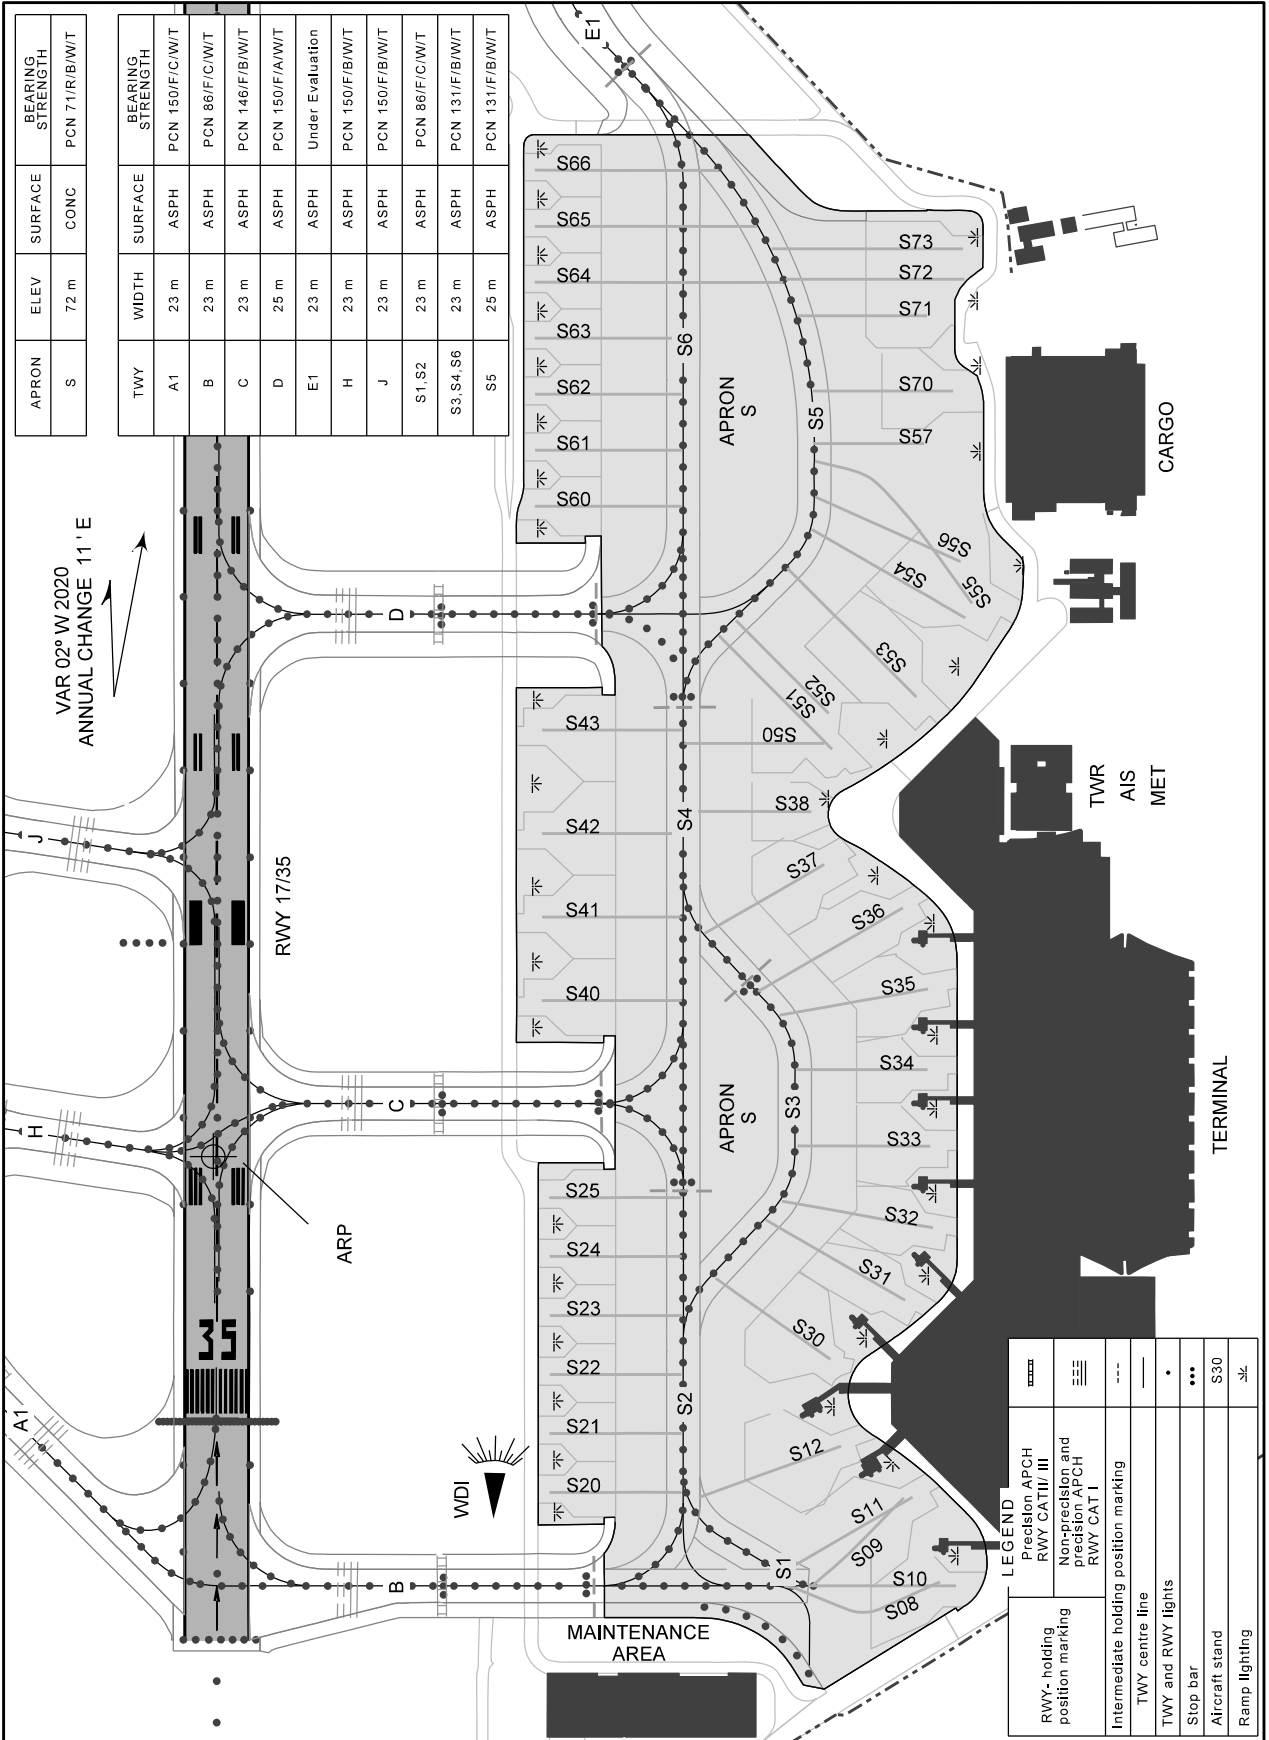 APRON ELEV SURFACE BEARING STRENGTH
S 72 m CONC PCN 71/R/B/W/T
TWY WIDTH SURFACE BEARING STRENGTH
A1 23 m ASPH PCN 150/F/C/W/T
B 23 m ASPH PCN 86/F/C/W/T
C 23 m ASPH PCN 146/F/B/W/T
D 25 m ASPH PCN 150/F/A/W/T
E1 23 m ASPH Under Evaluation
H 23 m ASPH PCN 150/F/B/W/T
J 23 m ASPH PCN 150/F/B/W/T
S1,S2 23 m ASPH PCN 86/F/C/W/T
S3,S4,S6 23 m ASPH PCN 131/F/B/W/T
S5 25 m ASPH PCN 131/F/B/W/T
VAR 02º W 2020
ANNUAL CHANGE 11 ' E
E1
S66
S65
S64
S63
S62
S61
S60
S6
APRON
S
S5
S73
S72
S71
S70
S57
S56
S55
S54
S53
S52
S51
S50
CARGO
D
J
RWY 17/35
S43
S42
S41
S40
S4
S38
S37
S36
S35
S34
S33
S32
S31
S30
TWR
AIS
MET
TERMINAL
H
C
ARP
APRON
S
S3
S25
S24
S23
S22
S21
S20
S2
35
A1
WDI
B
S12
S11
S09
S10
S08
S1
MAINTENANCE
AREA
LEGEND
RWY- holding
position marking
Precision APCH
RWY CATII/ III
Non-precision and
precision APCH
RWY CAT I
Intermediate holding position marking
TWY centre line
TWY and RWY lights
Stop bar
Aircraft stand S30
Ramp lighting